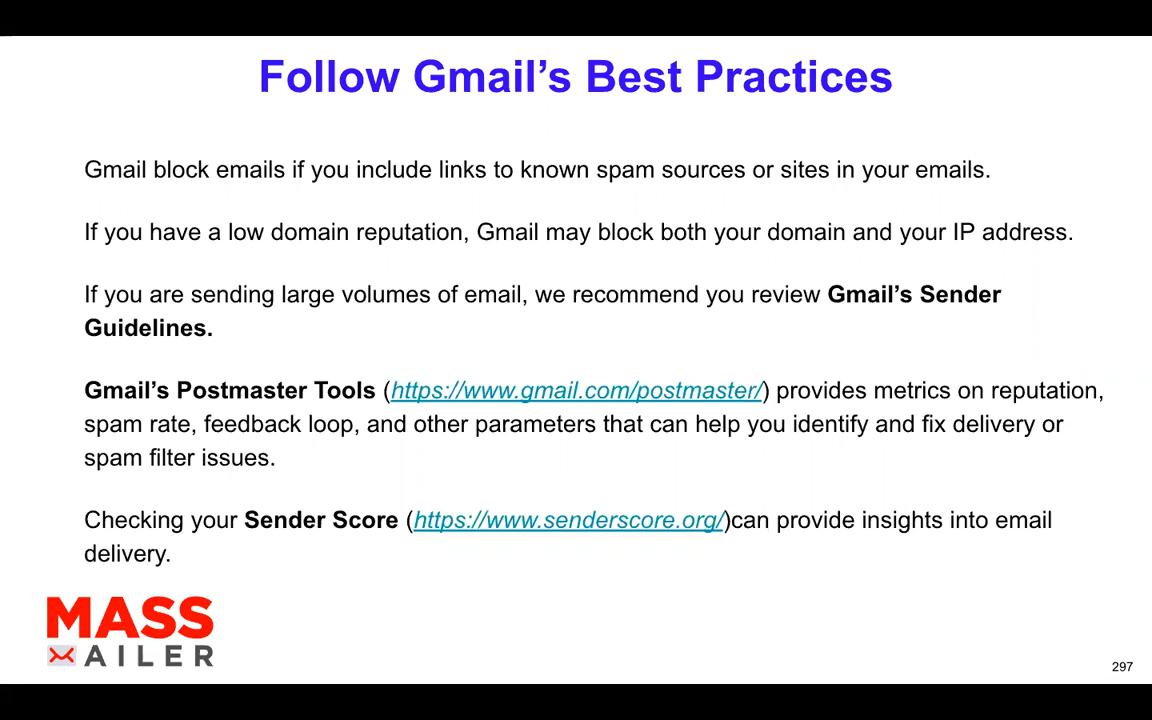 Follow Gmail’s Best Practices
Gmail block emails if you include links to known spam sources or sites in your emails.
If you have a low domain reputation, Gmail may block both your domain and your IP address.
If you are sending large volumes of email, we recommend you review Gmail’s Sender
Guidelines.
Gmail’s Postmaster Tools (https://www.gmail.com/postmaster/) provides metrics on reputation,
spam rate, feedback loop, and other parameters that can help you identify and fix delivery or
spam filter issues.
Checking your Sender Score (https://www.senderscore.org/)can provide insights into email
delivery.
MASS
AILER
297